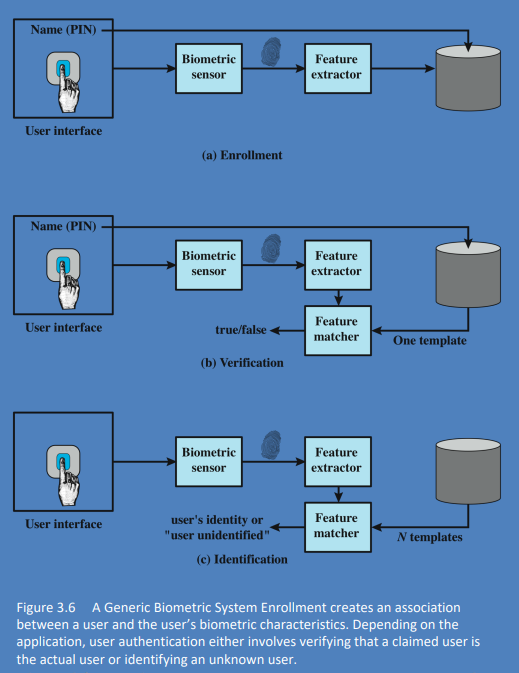 Name (PIN)
Biometric
sensor
Feature
extractor
User interface
(a) Enrollment
Name (PIN)
Biometric
sensor
Feature
extractor
User interface
true/false
Feature
matcher
One template
(b) Verification
Biometric
sensor
Feature
extractor
User interface
user's identity or
"user unidentified"
Feature
matcher
N templates
(c) Identification
Figure 3.6 A Generic Biometric System Enrollment creates an association
between a user and the user’s biometric characteristics. Depending on the
application, user authentication either involves verifying that a claimed user is
the actual user or identifying an unknown user.